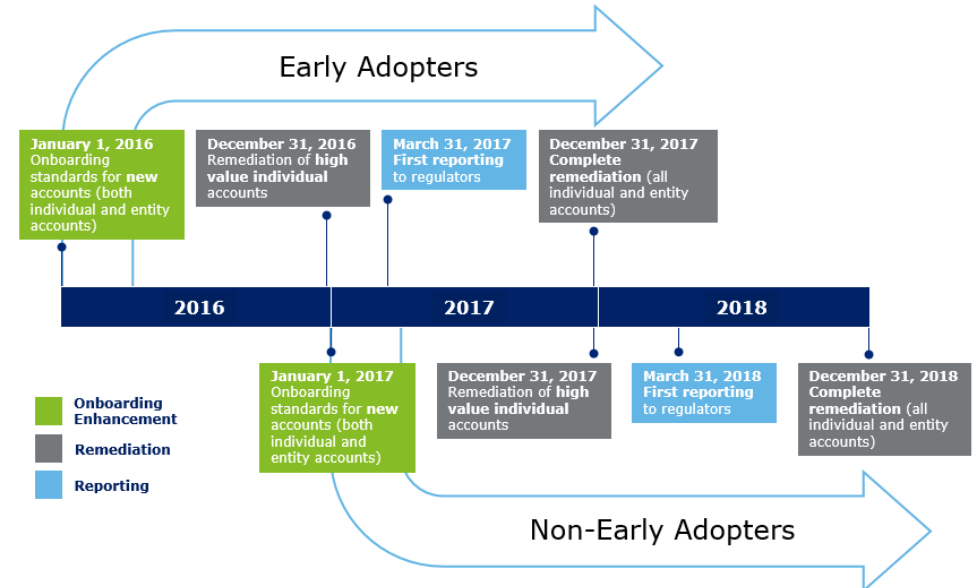 Early Adopters
January 1, 2016
Onboarding
standards for new
accounts (both
individual and entity
accounts)
December 31, 2016
Remediation of high
value individual
accounts
March 31, 2017
First reporting
to regulators
December 31, 2017
Complete
remediation (all
individual and entity
accounts)
2016
2017
2018
January 1, 2017
Onboarding
standards for new
accounts (both
individual and
entity accounts)
December 31, 2017
Remediation of high
value individual
accounts
March 31, 2018
First reporting
to regulators
December 31, 2018
Complete
remediation (all
individual and entity
accounts)
Onboarding
Enhancement
Remediation
Reporting
Non-Early Adopters